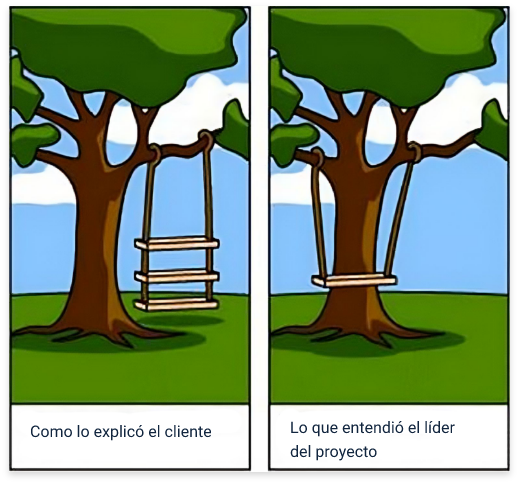 Como lo explicó el cliente
Lo que entendió el líder
del proyecto